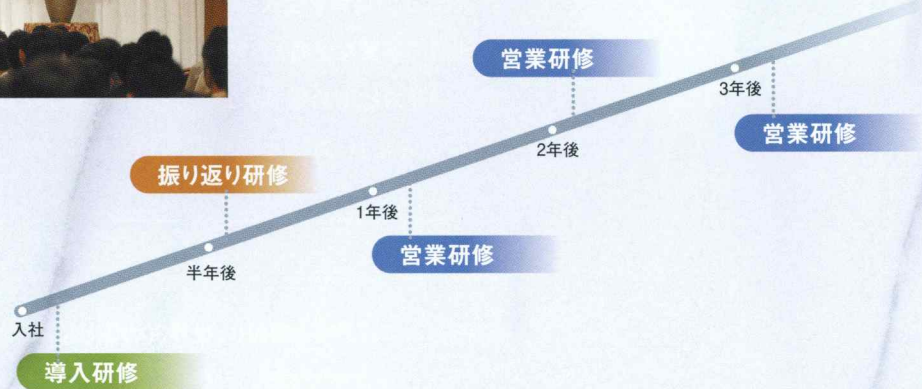 営業研修
3年後
営業研修
2年後
振り返り研修
1年後
営業研修
半年後
入社
導入研修